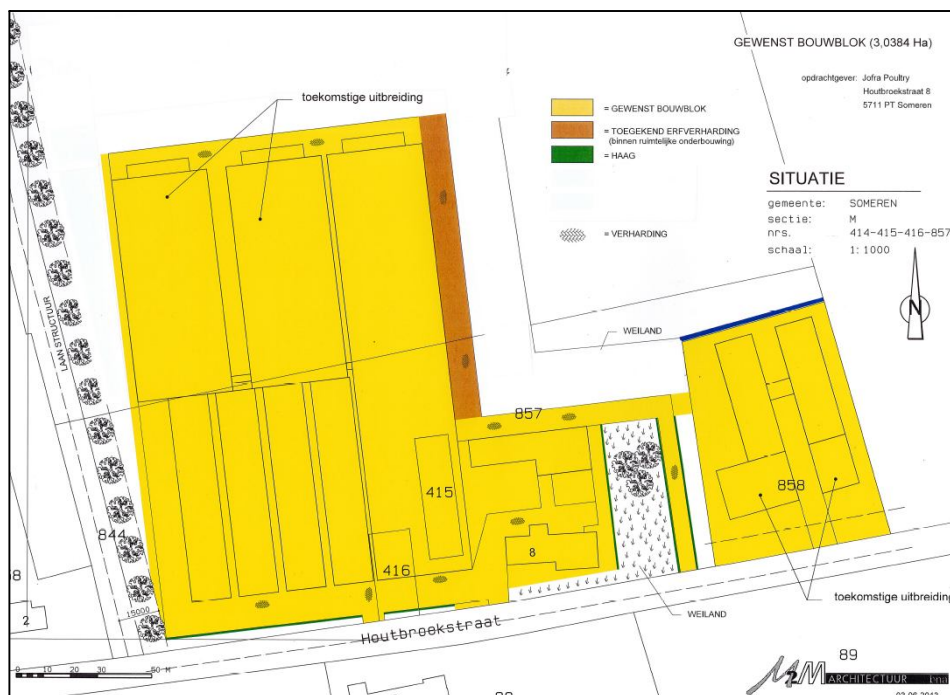 GEWENST BOUWBLOK (3,0384 Ha)
opdrachtgever: Jofra Poultry
Houtbroekstraat 8
5711 PT Someren
toekomstige uitbreiding
= GEWENST BOUWBLOK
= TOEGEKEND ERFVERHARDING
(binnen ruimtelijke onderbouwing)
= HAAG
= VERHARDING
SITUATIE
gemeente: SOMEREN
sectie: M
nrs. 414-415-416-857
schaal: 1:1000
N
LAAN STRUCTUUR
WEILAND
857
415
858
844
416
8
2
15000
toekomstige uitbreiding
WEILAND
Houtbroekstraat
0 10 20 30 50 M
89
M2M ARCHITECTUUR